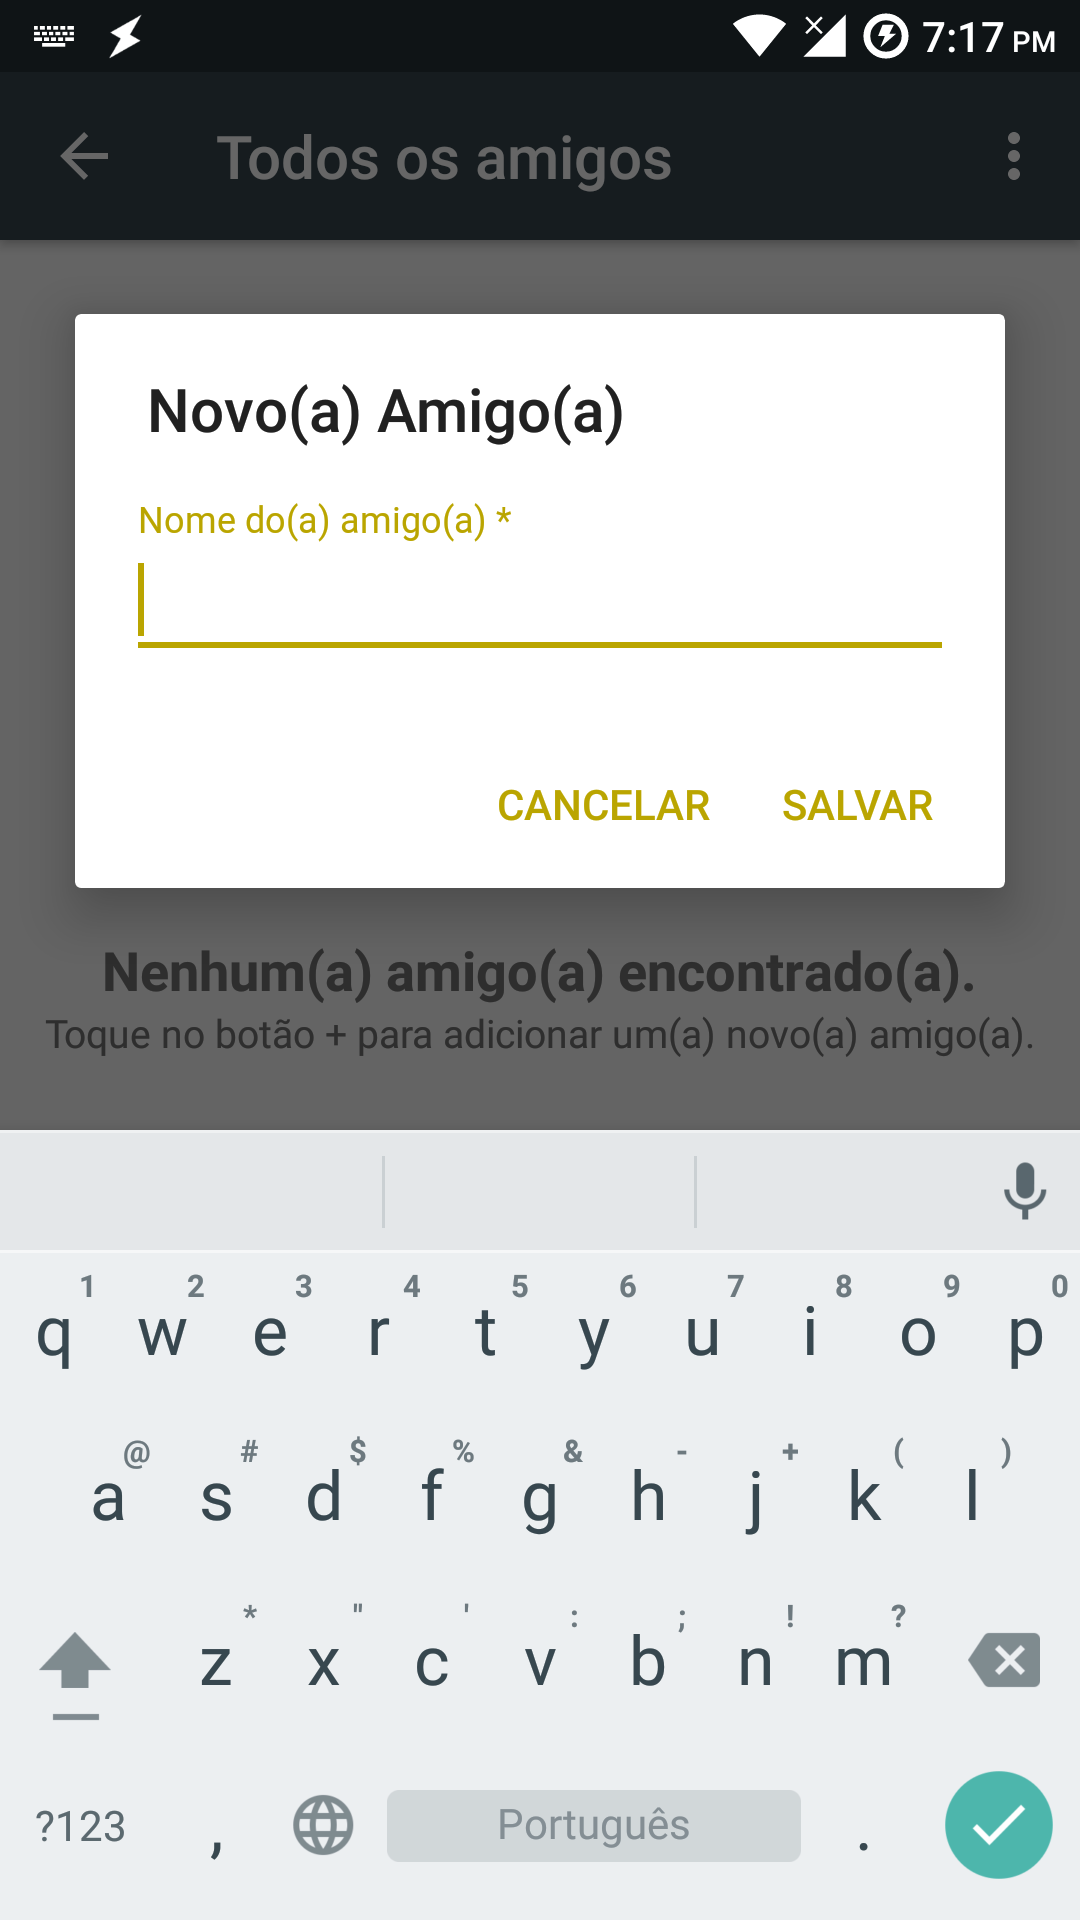 7:17 PM
Todos os amigos
Novo(a) Amigo(a)
Nome do(a) amigo(a) *
CANCELAR SALVAR
Nenhum(a) amigo(a) encontrado(a).
Toque no botão + para adicionar um(a) novo(a) amigo(a).
1 2 3 4 5 6 7 8 9 0
q w e r t y u i o p
@ # $ % & - + ( )
a s d f g h j k l
* " ' : ; ! ?
z x c v b n m
?123 , Português .